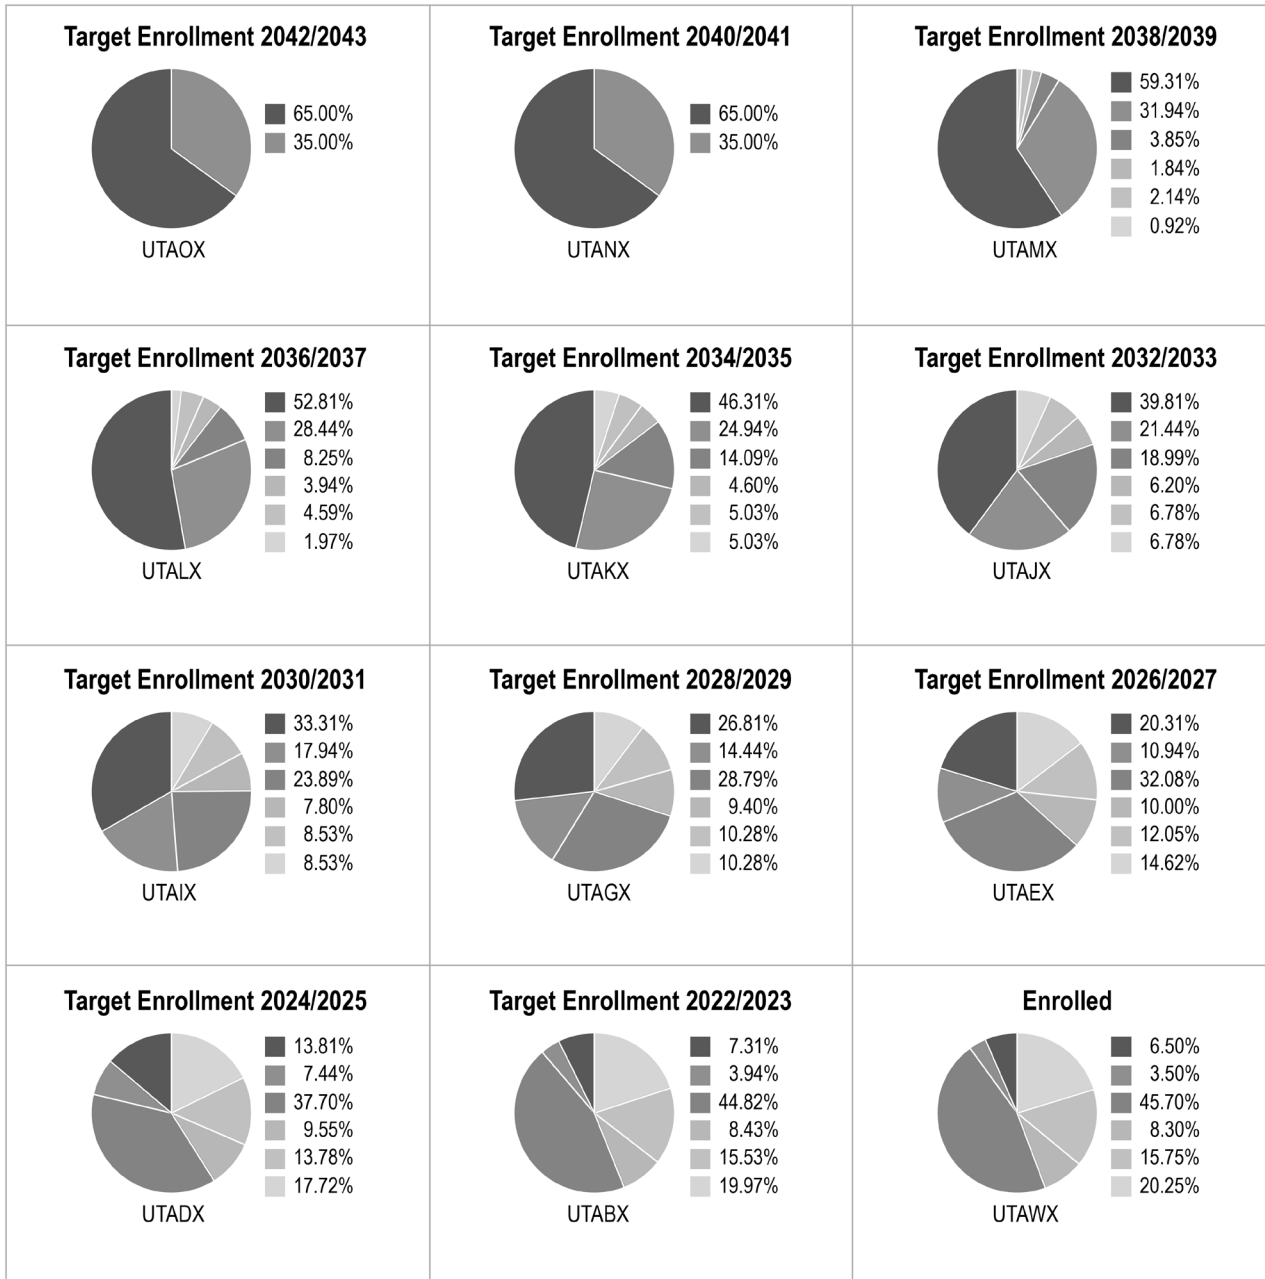 Target Enrollment 2042/2043
65.00%
35.00%
UTAOX
Target Enrollment 2040/2041
65.00%
35.00%
UTANX
Target Enrollment 2038/2039
59.31%
31.94%
3.85%
1.84%
2.14%
0.92%
UTAMX
Target Enrollment 2036/2037
52.81%
28.44%
8.25%
3.94%
4.59%
1.97%
UTALX
Target Enrollment 2034/2035
46.31%
24.94%
14.09%
4.60%
5.03%
5.03%
UTAKX
Target Enrollment 2032/2033
39.81%
21.44%
18.99%
6.20%
6.78%
6.78%
UTAJX
Target Enrollment 2030/2031
33.31%
17.94%
23.89%
7.80%
8.53%
8.53%
UTAIX
Target Enrollment 2028/2029
26.81%
14.44%
28.79%
9.40%
10.28%
10.28%
UTAGX
Target Enrollment 2026/2027
20.31%
10.94%
32.08%
10.00%
12.05%
14.62%
UTAEX
Target Enrollment 2024/2025
13.81%
7.44%
37.70%
9.55%
13.78%
17.72%
UTADX
Target Enrollment 2022/2023
7.31%
3.94%
44.82%
8.43%
15.53%
19.97%
UTABX
Enrolled
6.50%
3.50%
45.70%
8.30%
15.75%
20.25%
UTAWX